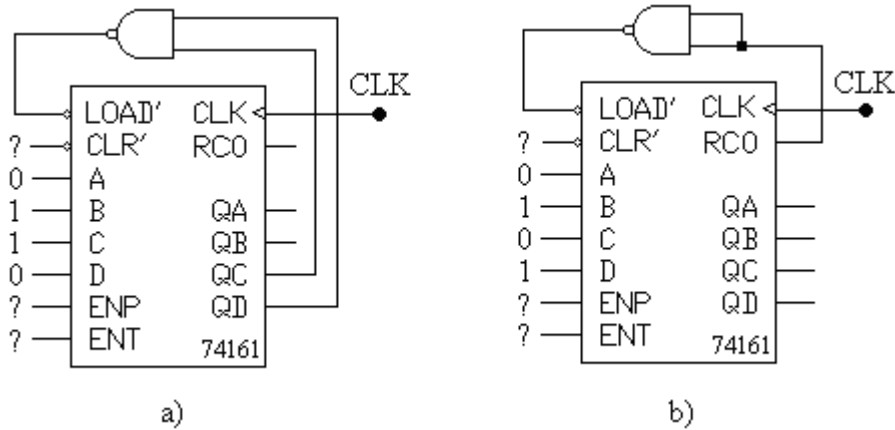 CLK
LOAD' CLK
? CLR' RCO
0 A
1 B QA
1 C QB
0 D QC
? ENP QD
? ENT
74161
a)
CLK
LOAD' CLK
? CLR' RCO
0 A
1 B QA
0 C QB
1 D QC
? ENP QD
? ENT
74161
b)